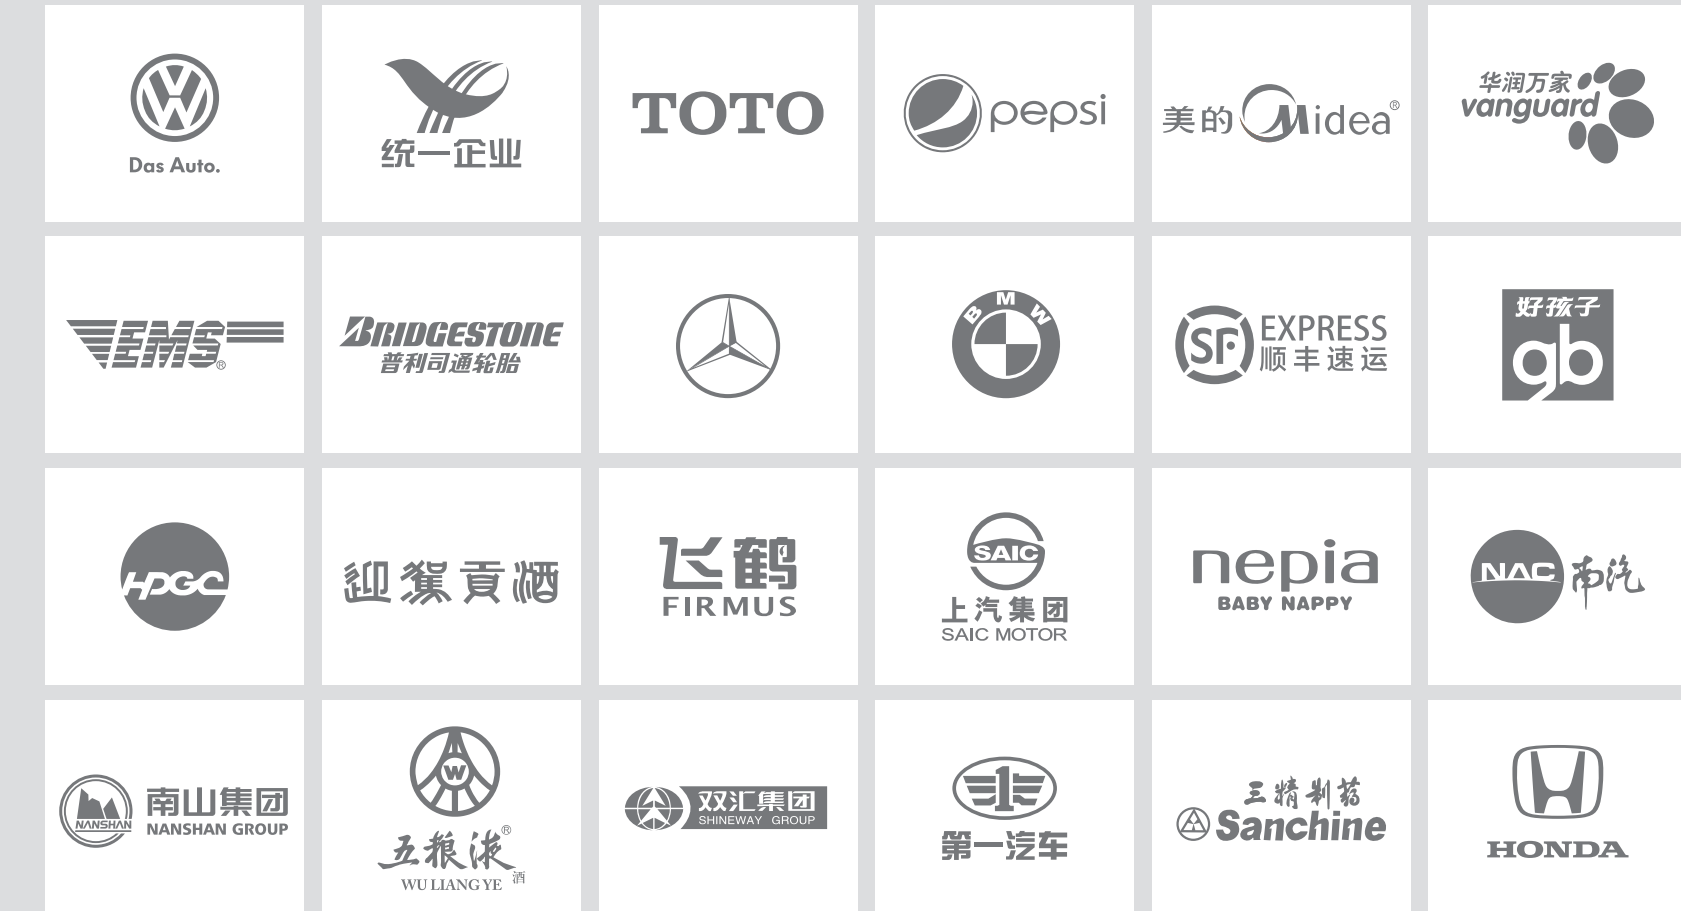 Das Auto.
统一企业
TOTO
pepsi
美的 Midea®
华润万家
vanguard
EMS®
BRIDGESTONE
普利司通轮胎
BMW
SF EXPRESS
顺丰速运
好孩子
gb
HPGC
迎駕貢酒
飞鹤
FIRMUS
SAIC
上汽集团
SAIC MOTOR
nepia
BABY NAPPY
NAC 南汽
NANSHAN
南山集团
NANSHAN GROUP
W
五粮液®
WU LIANG YE 酒
双汇集团
SHINEWAY GROUP
1
第一汽车
三精制药
Sanchine
HONDA